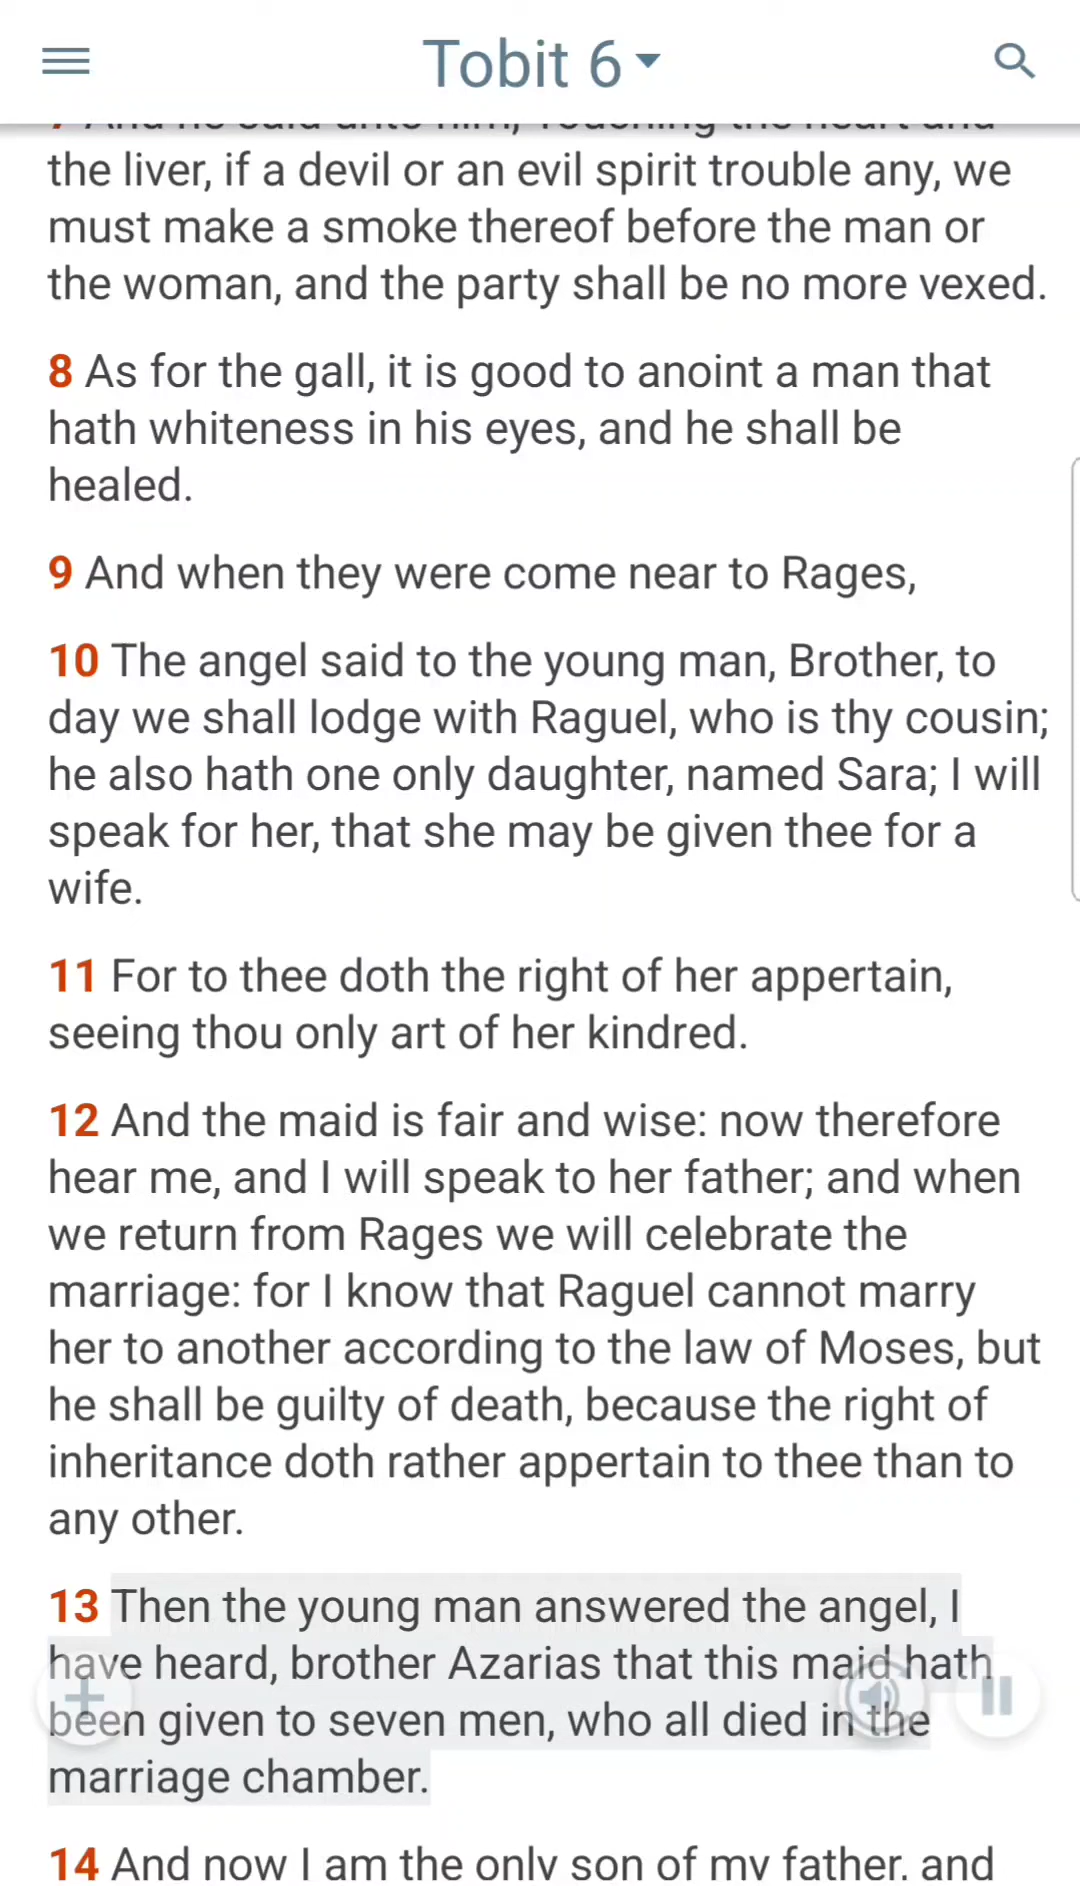 Tobit 6
7 And he said unto him, Touching the heart and
the liver, if a devil or an evil spirit trouble any, we
must make a smoke thereof before the man or
the woman, and the party shall be no more vexed.
8 As for the gall, it is good to anoint a man that
hath whiteness in his eyes, and he shall be
healed.
9 And when they were come near to Rages,
10 The angel said to the young man, Brother, to
day we shall lodge with Raguel, who is thy cousin;
he also hath one only daughter, named Sara; I will
speak for her, that she may be given thee for a
wife.
11 For to thee doth the right of her appertain,
seeing thou only art of her kindred.
12 And the maid is fair and wise: now therefore
hear me, and I will speak to her father; and when
we return from Rages we will celebrate the
marriage: for I know that Raguel cannot marry
her to another according to the law of Moses, but
he shall be guilty of death, because the right of
inheritance doth rather appertain to thee than to
any other.
13 Then the young man answered the angel, I
have heard, brother Azarias that this maid hath
been given to seven men, who all died in the
marriage chamber.
14 And now I am the only son of my father, and